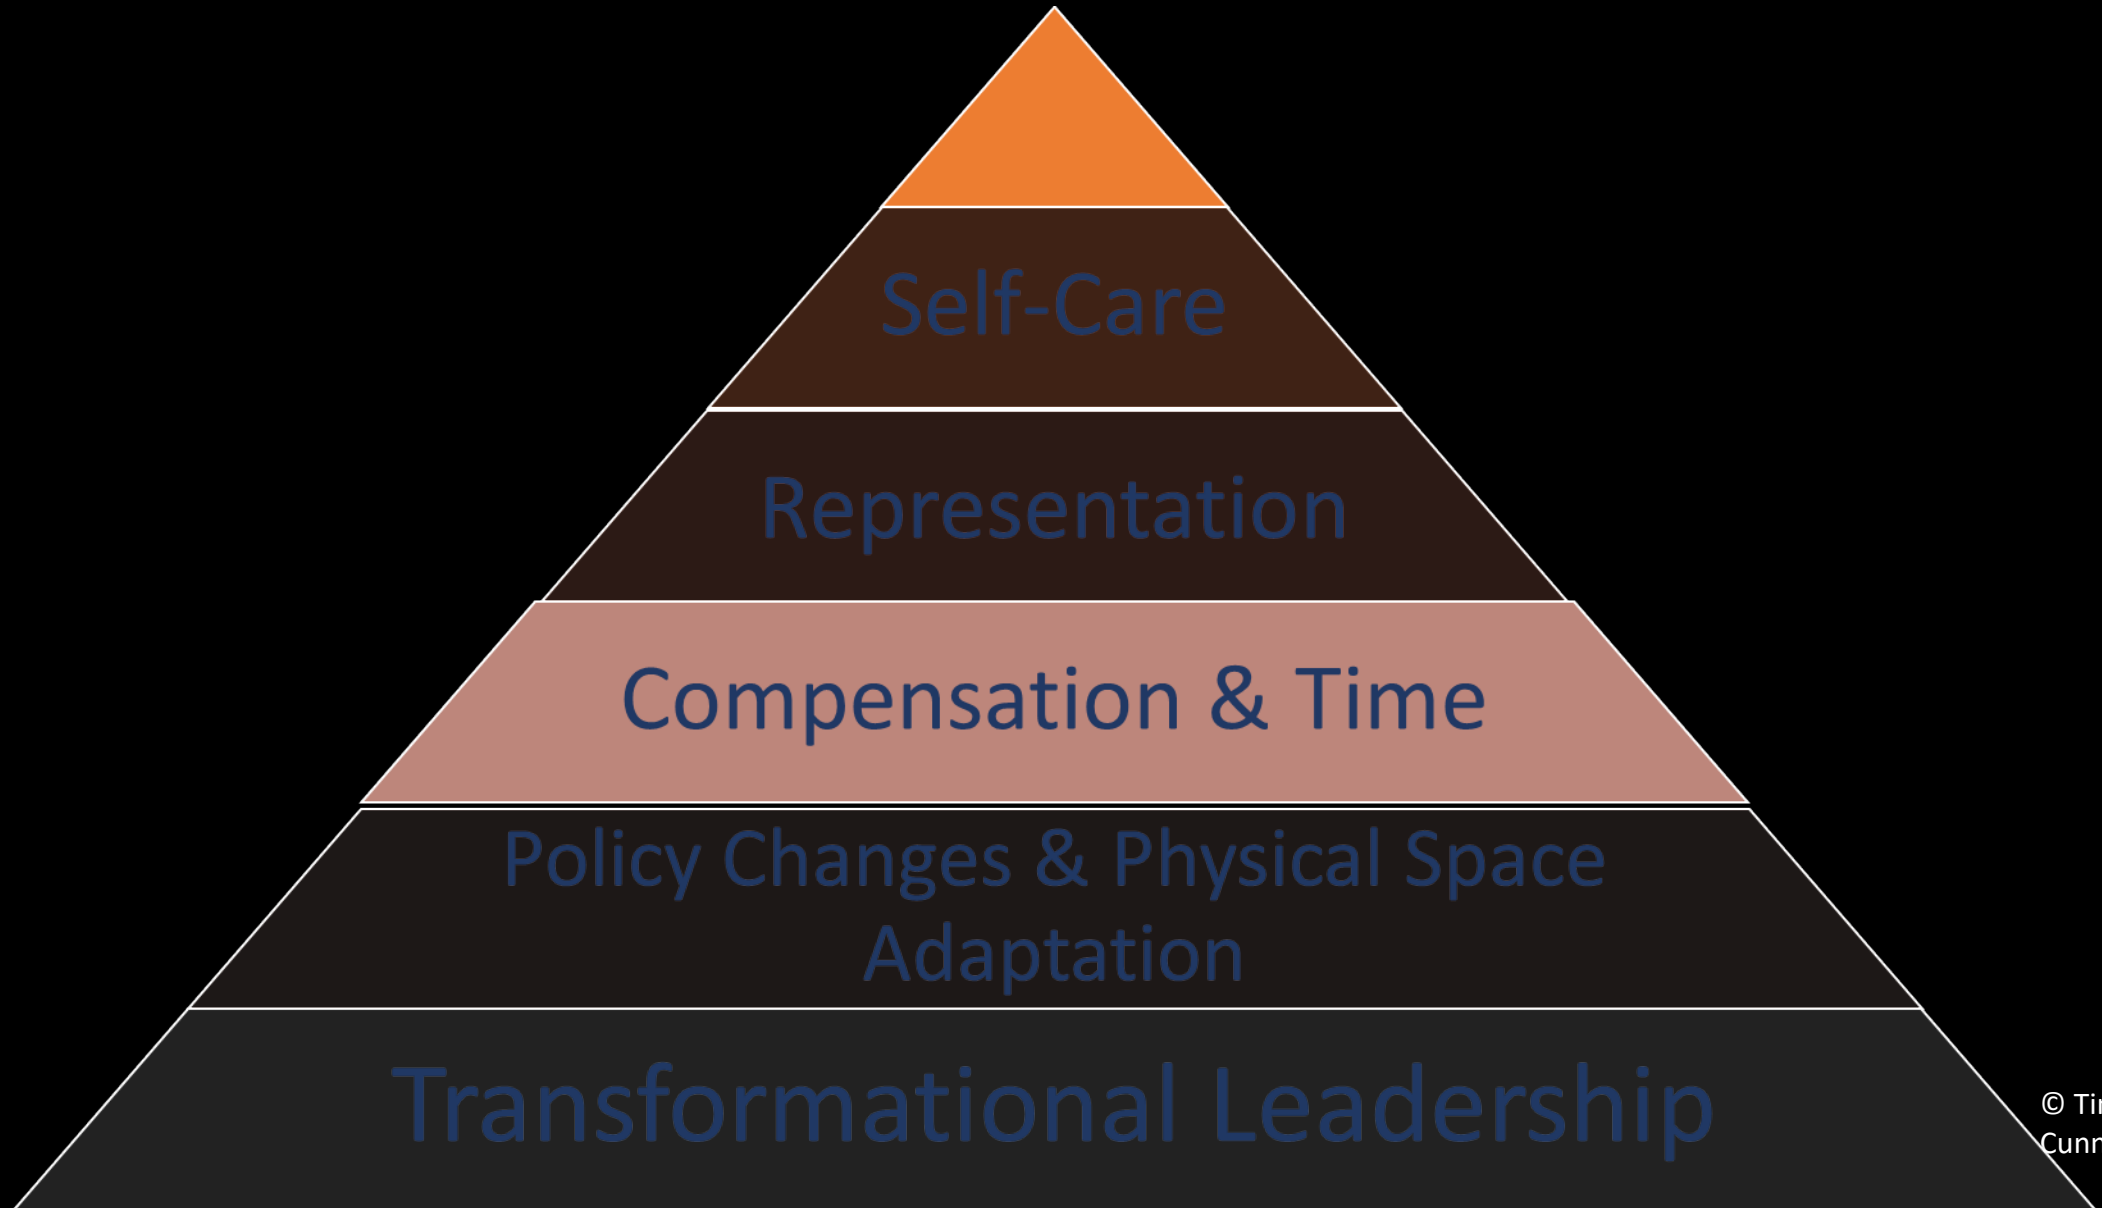 Self-Care
Representation
Compensation & Time
Policy Changes & Physical Space
Adaptation
Transformational Leadership
©